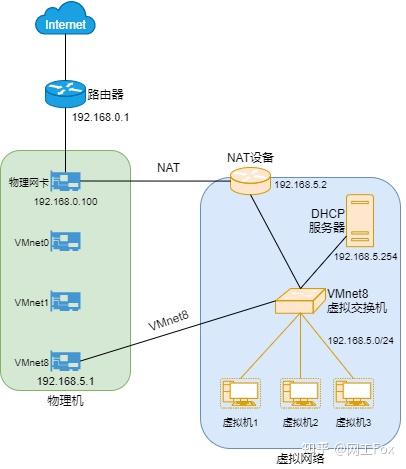 Internet
路由器
192.168.0.1
物理网卡
192.168.0.100
NAT
NAT设备
192.168.5.2
DHCP
服务器
192.168.5.254
VMnet0
VMnet1
VMnet8
192.168.5.1
物理机
VMnet8
VMnet8
虚拟交换机
192.168.5.0/24
虚拟机1
虚拟机2
虚拟机3
虚拟网络
知乎 @网工Fox